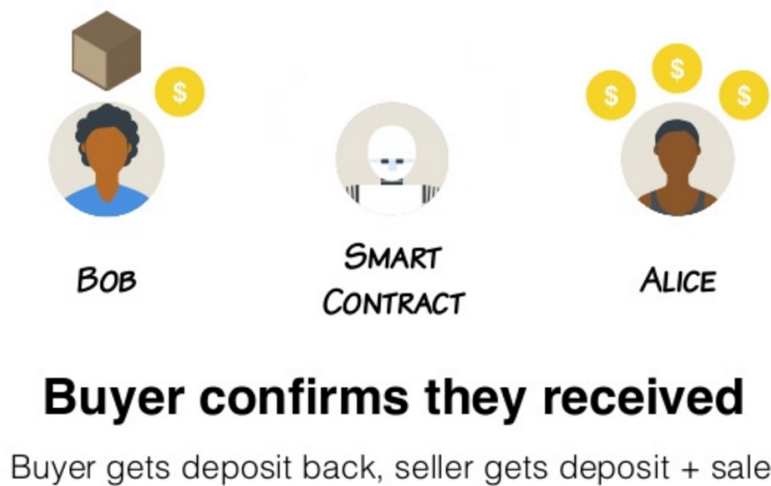 $
$ $ $
BOB
SMART
CONTRACT
ALICE
Buyer confirms they received
Buyer gets deposit back, seller gets deposit + sale